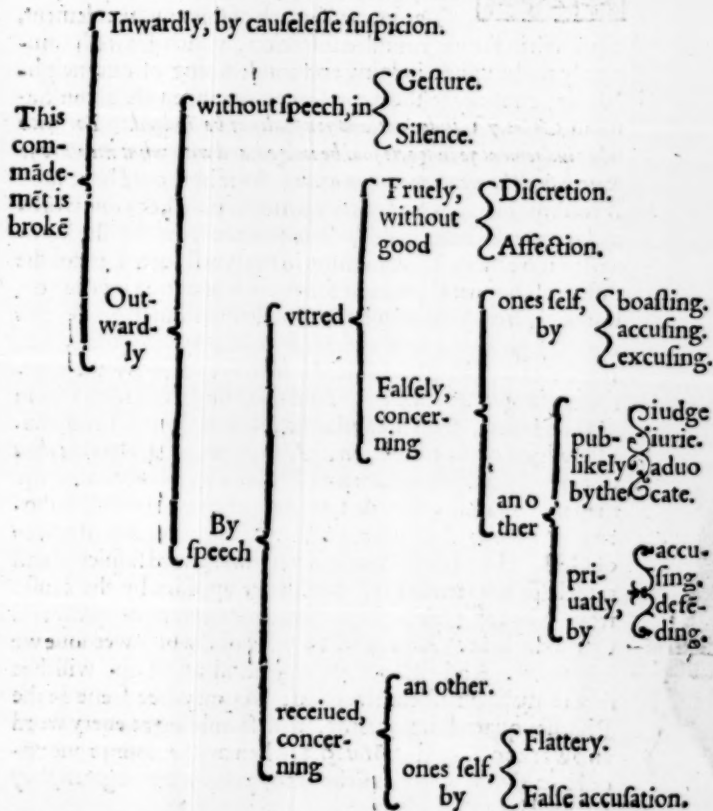 Inwardly, by cauſeleſſe ſuſpicion.
This
com-
māde-
mēt is
brokē
Out-
ward-
ly
without ſpeech, in
Geſture.
Silence.
By
ſpeech
vttred
Truely,
without
good
Diſcretion.
Affection.
Falſely,
concer-
ning
ones ſelf,
by
boaſting.
accuſing.
excuſing.
an o
ther
pub-
likely
by the
iudge
iurie.
aduo
cate.
pri-
uatly,
by
accu-
ſing.
defē-
ding.
receiued,
concer-
ning
an other.
ones ſelf,
by
Flattery.
Falſe accuſation.